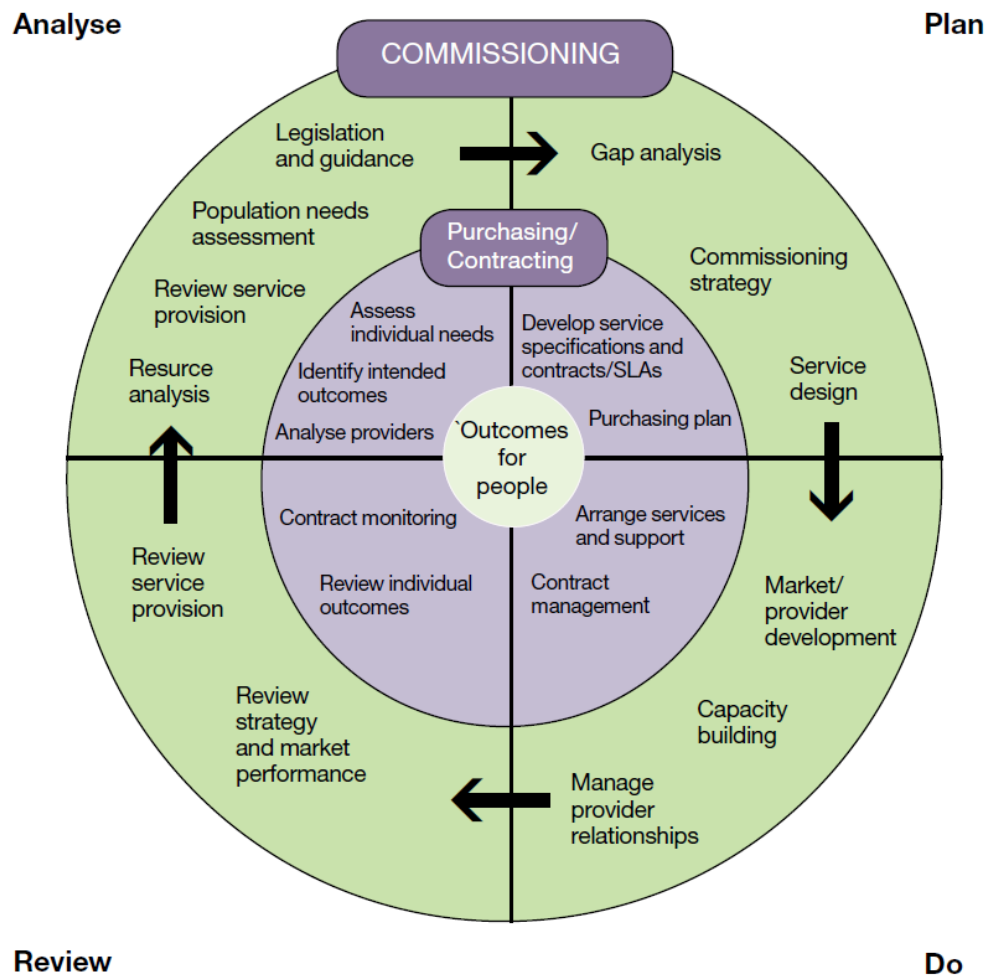 Analyse
Plan
COMMISSIONING
Legislation
and guidance
Gap analysis
Population needs
assessment
Purchasing/
Contracting
Commissioning
strategy
Review service
provision
Assess
individual needs
Develop service
specifications and
contracts/SLAs
Resurce
analysis
Identify intended
outcomes
Service
design
Analyse providers
Purchasing plan
`Outcomes
for
people
Contract monitoring
Arrange services
and support
Review
service
provision
Review individual
outcomes
Contract
management
Market/
provider
development
Review
strategy
and market
performance
Capacity
building
Manage
provider
relationships
Review
Do